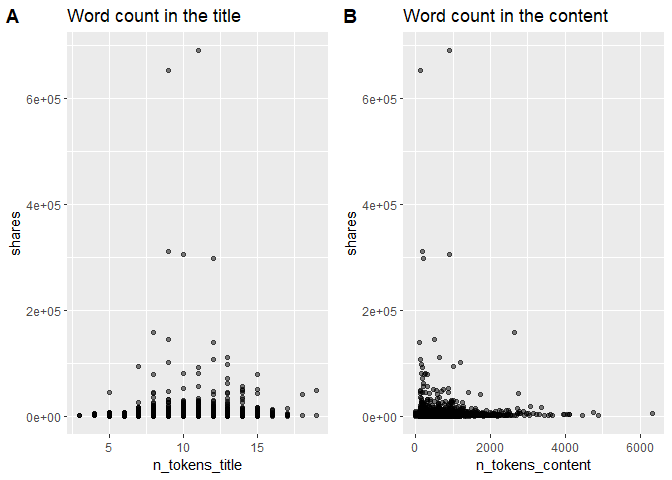 A
Word count in the title
shares
6e+05
4e+05
2e+05
0e+00
5
10
15
n_tokens_title
B
Word count in the content
shares
6e+05
4e+05
2e+05
0e+00
0
2000
4000
6000
n_tokens_content